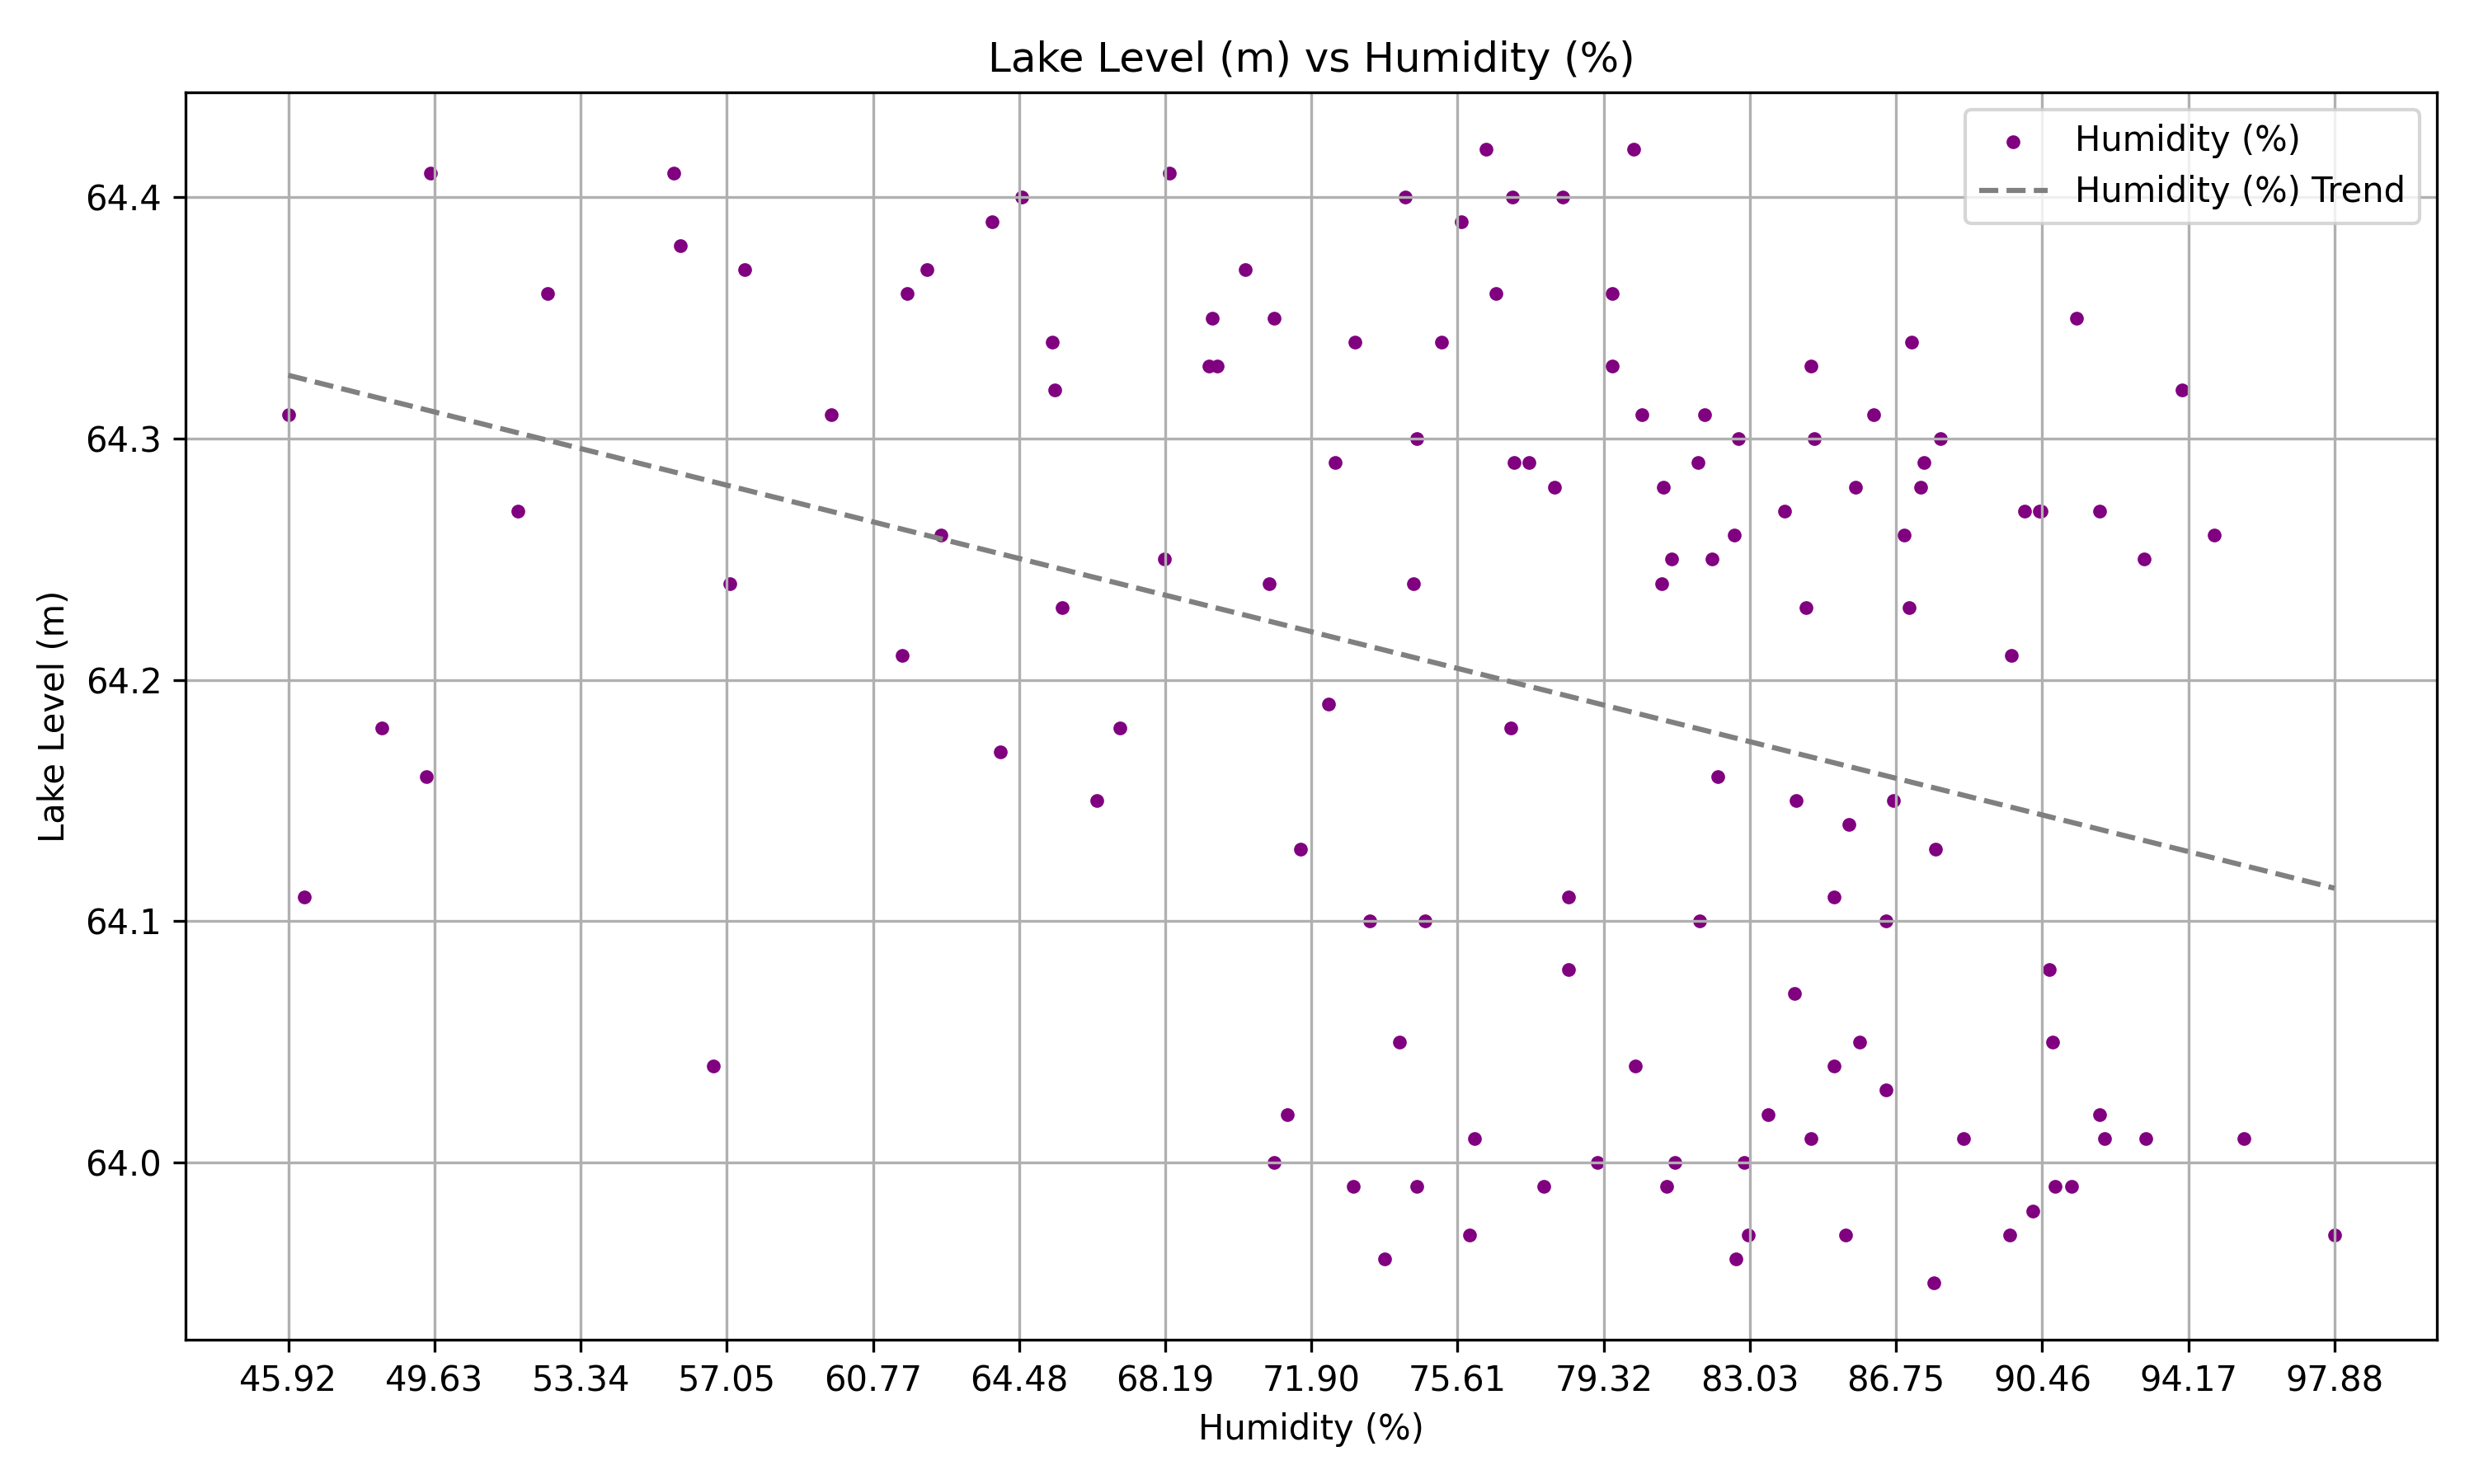 Lake Level (m) vs Humidity (%)
Humidity (%)
Humidity (%) Trend
Lake Level (m)
64.4
64.3
64.2
64.1
64.0
45.92 49.63 53.34 57.05 60.77 64.48 68.19 71.90 75.61 79.32 83.03 86.75 90.46 94.17 97.88
Humidity (%)